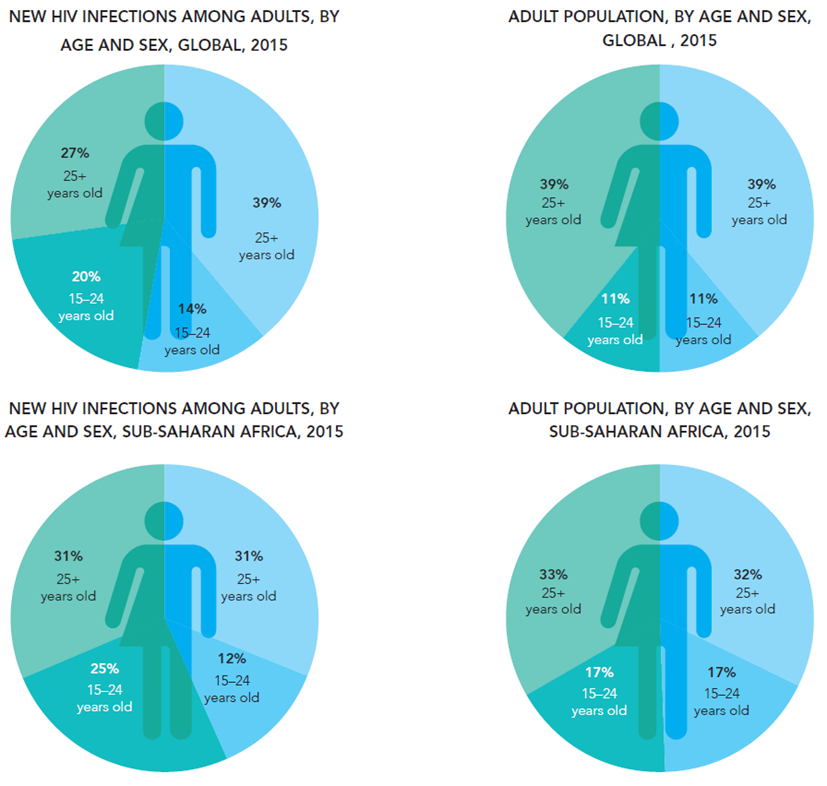 NEW HIV INFECTIONS AMONG ADULTS, BY
AGE AND SEX, GLOBAL, 2015
27%
25+
years old
39%
25+
years old
20%
15–24
years old
14%
15–24
years old
ADULT POPULATION, BY AGE AND SEX,
GLOBAL , 2015
39%
25+
years old
39%
25+
years old
11%
15–24
years old
11%
15–24
years old
NEW HIV INFECTIONS AMONG ADULTS, BY
AGE AND SEX, SUB-SAHARAN AFRICA, 2015
31%
25+
years old
31%
25+
years old
25%
15–24
years old
12%
15–24
years old
ADULT POPULATION, BY AGE AND SEX,
SUB-SAHARAN AFRICA, 2015
33%
25+
years old
32%
25+
years old
17%
15–24
years old
17%
15–24
years old